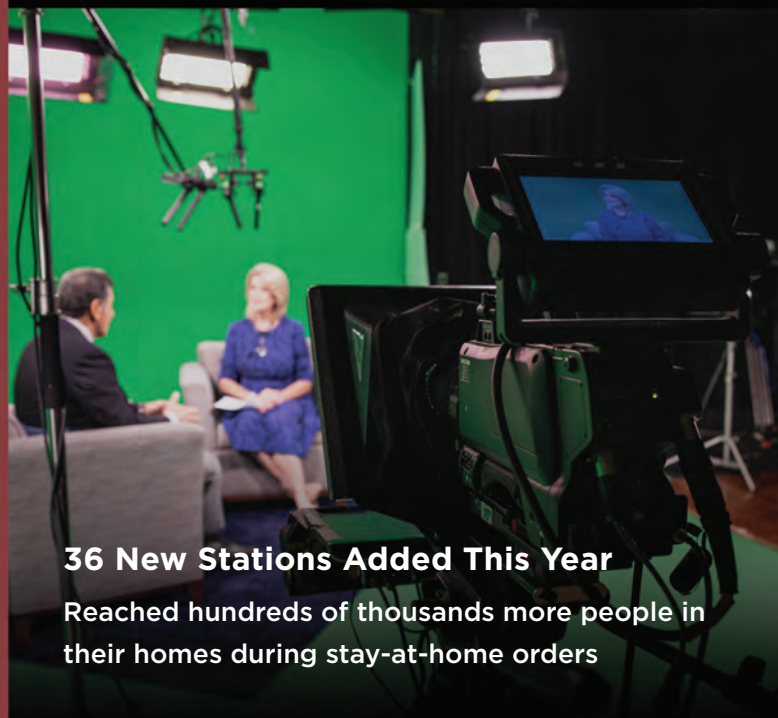 36 New Stations Added This Year
Reached hundreds of thousands more people in
their homes during stay-at-home orders